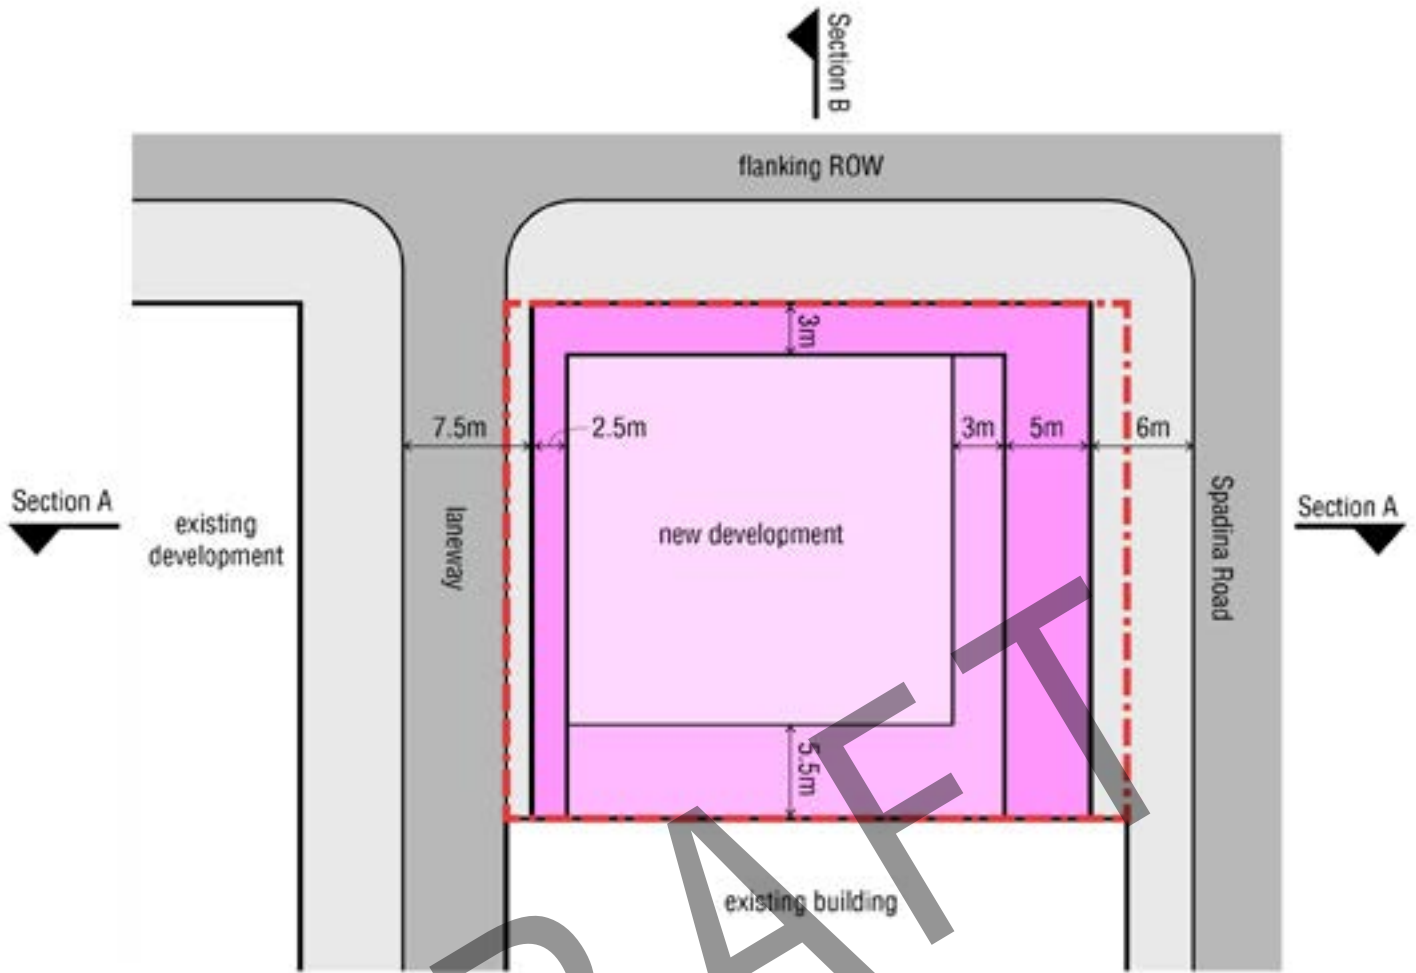 Section B
flanking ROW
3m
7.5m
2.5m
3m
5m
6m
Section A
existing
development
laneway
new development
Spadina Road
Section A
5.5m
existing building
DRAFT